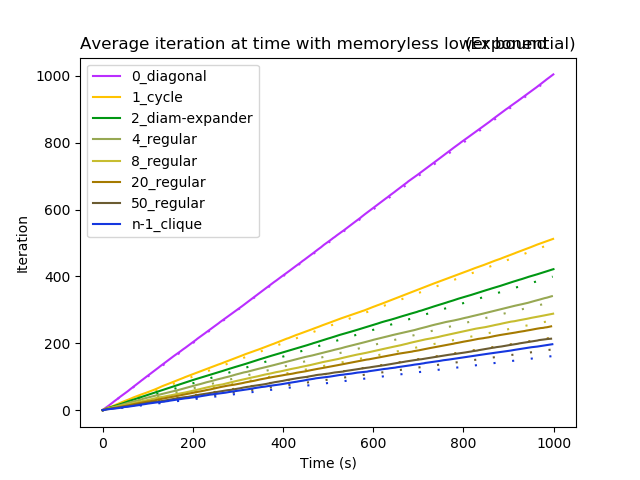 Average iteration at time with memoryless lower bound
(Exponential)
1000
800
600
400
200
0
Iteration
0_diagonal
1_cycle
2_diam-expander
4_regular
8_regular
20_regular
50_regular
n-1_clique
0 200 400 600 800 1000
Time (s)